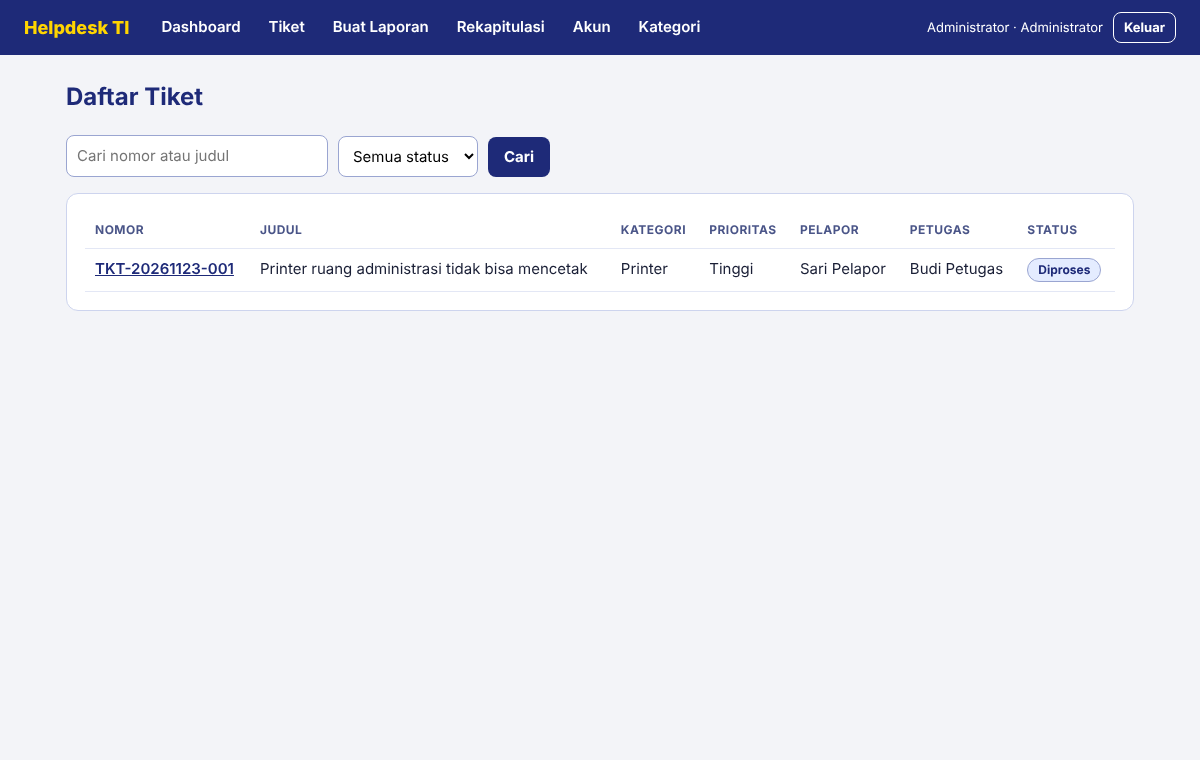 Helpdesk TI Dashboard Tiket Buat Laporan Rekapitulasi Akun Kategori Administrator · Administrator Keluar
Daftar Tiket
Cari nomor atau judul Semua status Cari
NOMOR JUDUL KATEGORI PRIORITAS PELAPOR PETUGAS STATUS
TKT-20261123-001 Printer ruang administrasi tidak bisa mencetak Printer Tinggi Sari Pelapor Budi Petugas Diproses